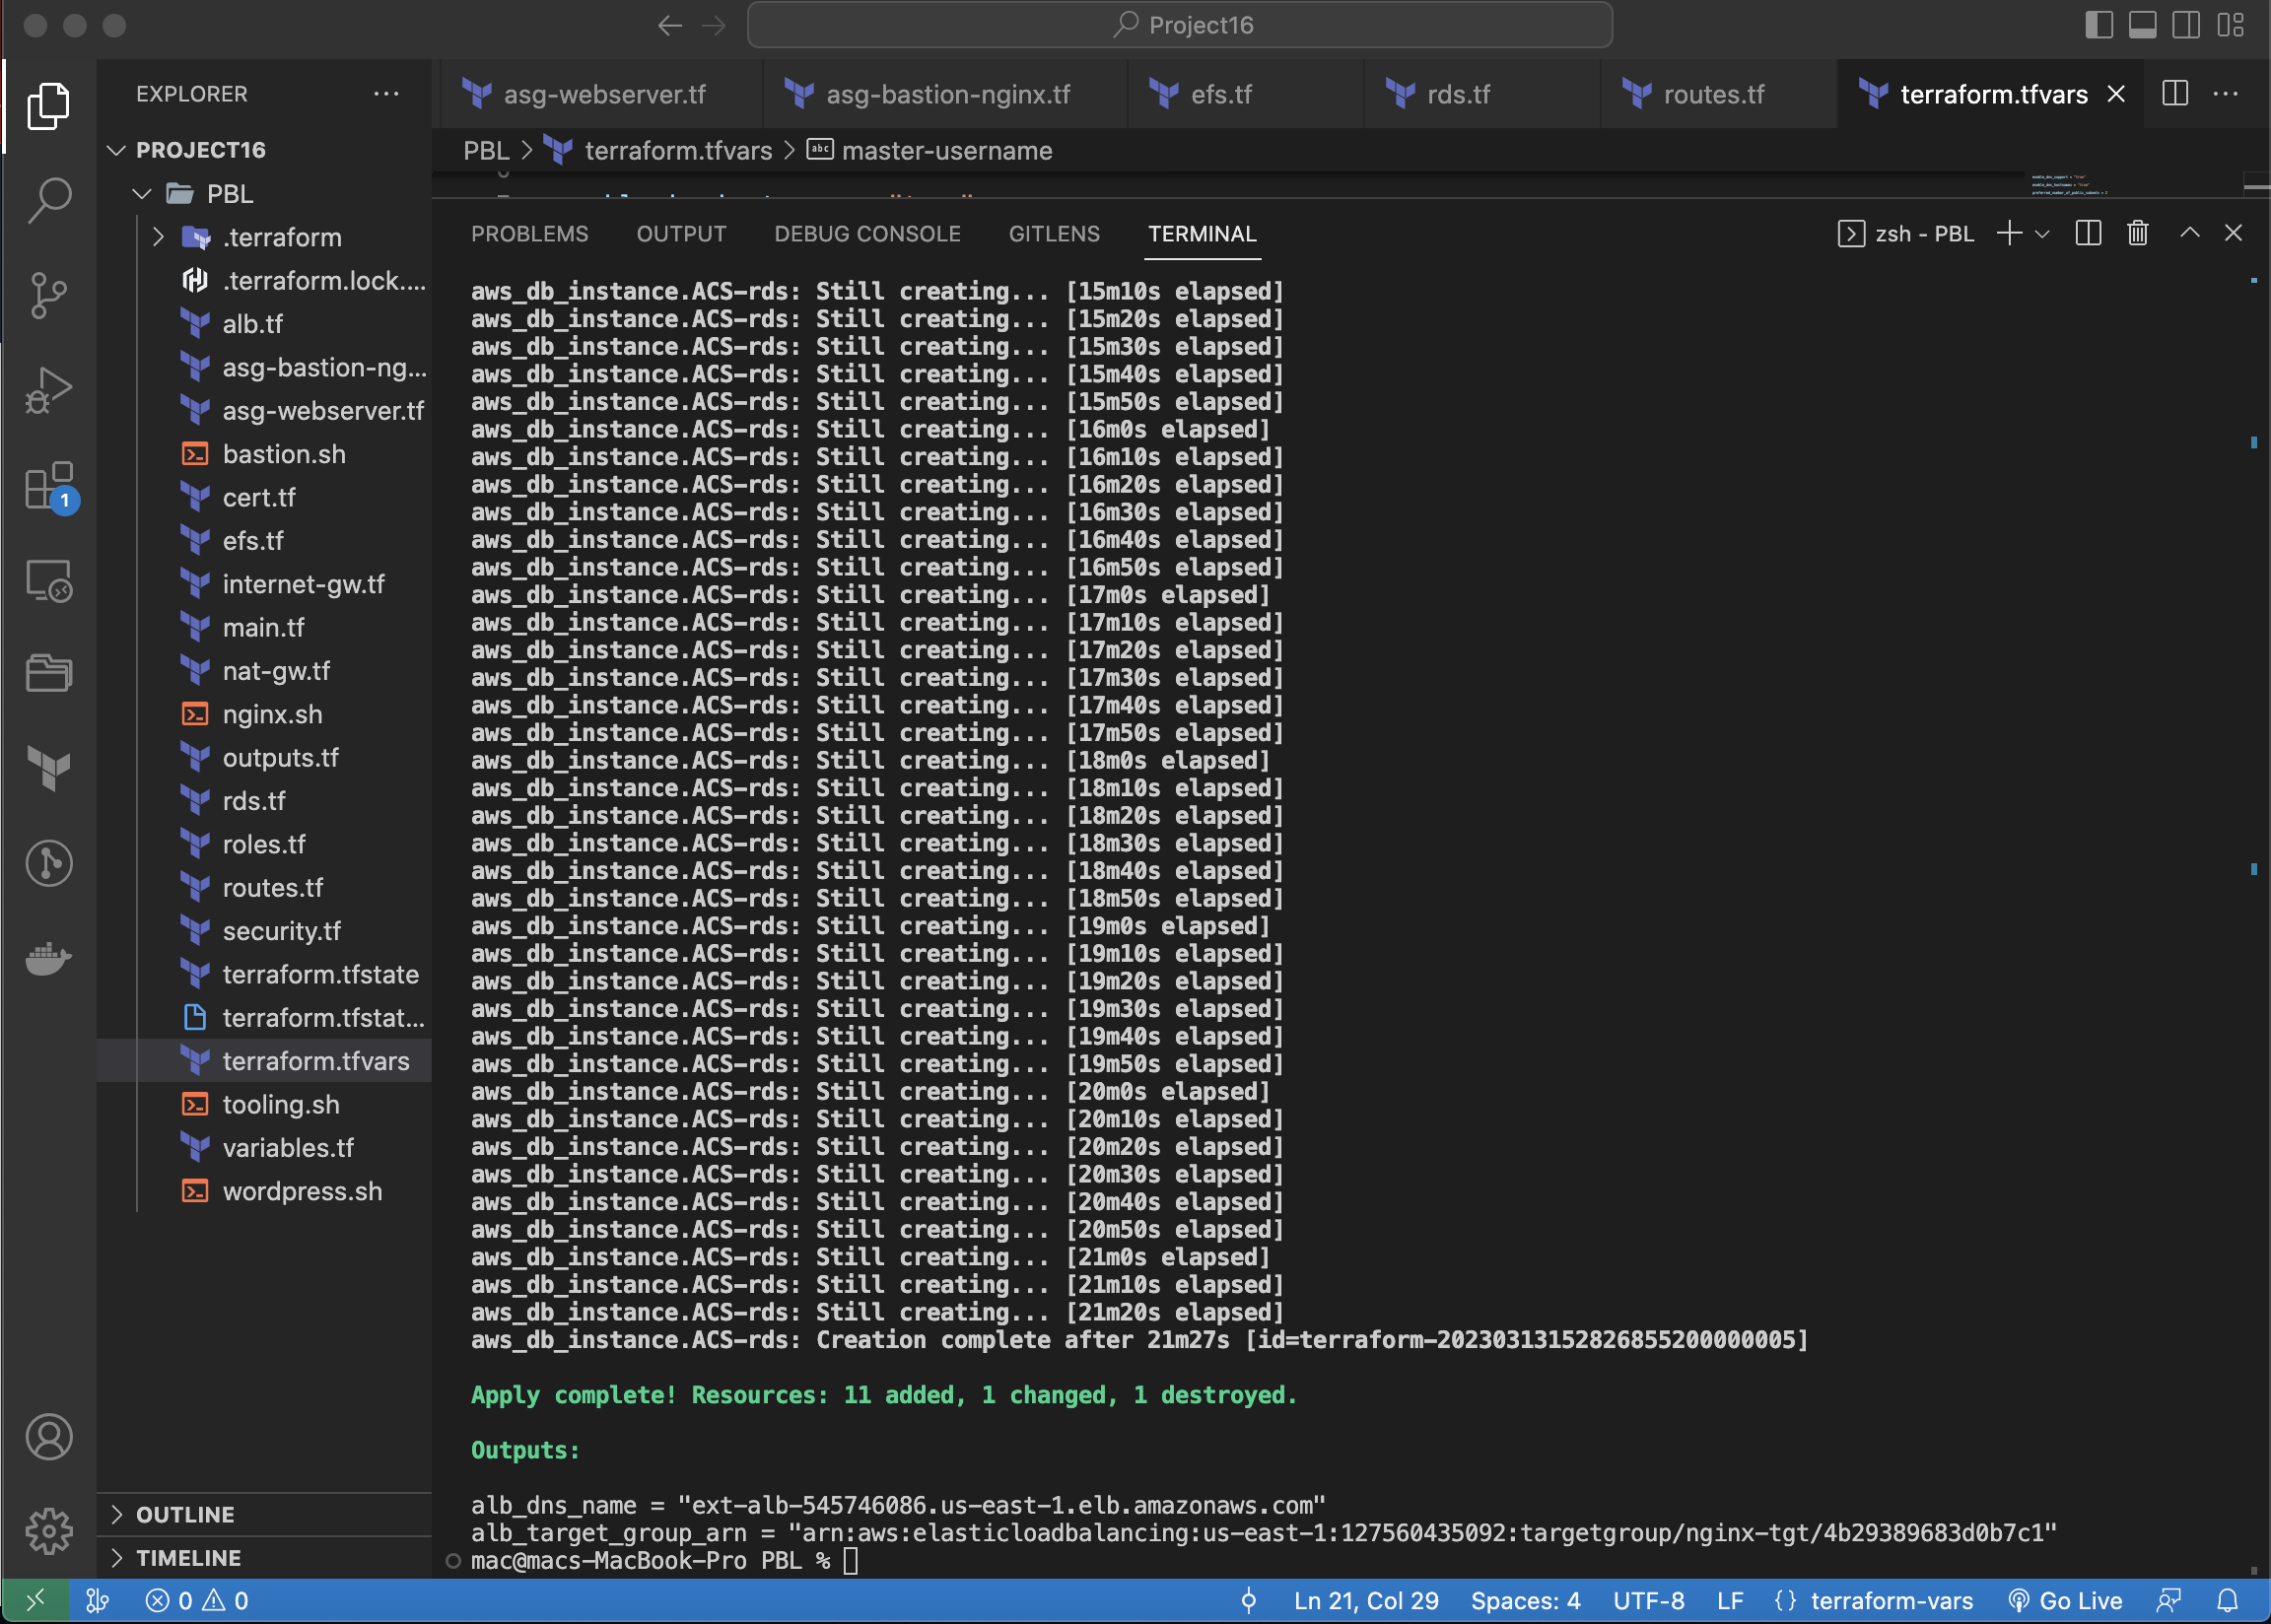 Project16
EXPLORER
PROJECT16
PBL
.terraform
.terraform.lock....
alb.tf
asg-bastion-ng...
asg-webserver.tf
bastion.sh
cert.tf
efs.tf
internet-gw.tf
main.tf
nat-gw.tf
nginx.sh
outputs.tf
rds.tf
roles.tf
routes.tf
security.tf
terraform.tfstate
terraform.tfstat...
terraform.tfvars
tooling.sh
variables.tf
wordpress.sh
OUTLINE
TIMELINE
1
asg-webserver.tf asg-bastion-nginx.tf efs.tf rds.tf routes.tf terraform.tfvars
PBL > terraform.tfvars > abc master-username
enable_dns_support = "true"
enable_dns_hostnames = "true"
preferred_number_of_public_subnets = 2
PROBLEMS OUTPUT DEBUG CONSOLE GITLENS TERMINAL zsh - PBL
aws_db_instance.ACS-rds: Still creating... [15m10s elapsed]
aws_db_instance.ACS-rds: Still creating... [15m20s elapsed]
aws_db_instance.ACS-rds: Still creating... [15m30s elapsed]
aws_db_instance.ACS-rds: Still creating... [15m40s elapsed]
aws_db_instance.ACS-rds: Still creating... [15m50s elapsed]
aws_db_instance.ACS-rds: Still creating... [16m0s elapsed]
aws_db_instance.ACS-rds: Still creating... [16m10s elapsed]
aws_db_instance.ACS-rds: Still creating... [16m20s elapsed]
aws_db_instance.ACS-rds: Still creating... [16m30s elapsed]
aws_db_instance.ACS-rds: Still creating... [16m40s elapsed]
aws_db_instance.ACS-rds: Still creating... [16m50s elapsed]
aws_db_instance.ACS-rds: Still creating... [17m0s elapsed]
aws_db_instance.ACS-rds: Still creating... [17m10s elapsed]
aws_db_instance.ACS-rds: Still creating... [17m20s elapsed]
aws_db_instance.ACS-rds: Still creating... [17m30s elapsed]
aws_db_instance.ACS-rds: Still creating... [17m40s elapsed]
aws_db_instance.ACS-rds: Still creating... [17m50s elapsed]
aws_db_instance.ACS-rds: Still creating... [18m0s elapsed]
aws_db_instance.ACS-rds: Still creating... [18m10s elapsed]
aws_db_instance.ACS-rds: Still creating... [18m20s elapsed]
aws_db_instance.ACS-rds: Still creating... [18m30s elapsed]
aws_db_instance.ACS-rds: Still creating... [18m40s elapsed]
aws_db_instance.ACS-rds: Still creating... [18m50s elapsed]
aws_db_instance.ACS-rds: Still creating... [19m0s elapsed]
aws_db_instance.ACS-rds: Still creating... [19m10s elapsed]
aws_db_instance.ACS-rds: Still creating... [19m20s elapsed]
aws_db_instance.ACS-rds: Still creating... [19m30s elapsed]
aws_db_instance.ACS-rds: Still creating... [19m40s elapsed]
aws_db_instance.ACS-rds: Still creating... [19m50s elapsed]
aws_db_instance.ACS-rds: Still creating... [20m0s elapsed]
aws_db_instance.ACS-rds: Still creating... [20m10s elapsed]
aws_db_instance.ACS-rds: Still creating... [20m20s elapsed]
aws_db_instance.ACS-rds: Still creating... [20m30s elapsed]
aws_db_instance.ACS-rds: Still creating... [20m40s elapsed]
aws_db_instance.ACS-rds: Still creating... [20m50s elapsed]
aws_db_instance.ACS-rds: Still creating... [21m0s elapsed]
aws_db_instance.ACS-rds: Still creating... [21m10s elapsed]
aws_db_instance.ACS-rds: Still creating... [21m20s elapsed]
aws_db_instance.ACS-rds: Creation complete after 21m27s [id=terraform-20230313152826855200000005]
Apply complete! Resources: 11 added, 1 changed, 1 destroyed.
Outputs:
alb_dns_name = "ext-alb-545746086.us-east-1.elb.amazonaws.com"
alb_target_group_arn = "arn:aws:elasticloadbalancing:us-east-1:127560435092:targetgroup/nginx-tgt/4b29389683d0b7c1"
mac@macs-MacBook-Pro PBL %
0 0 Ln 21, Col 29 Spaces: 4 UTF-8 LF {} terraform-vars Go Live